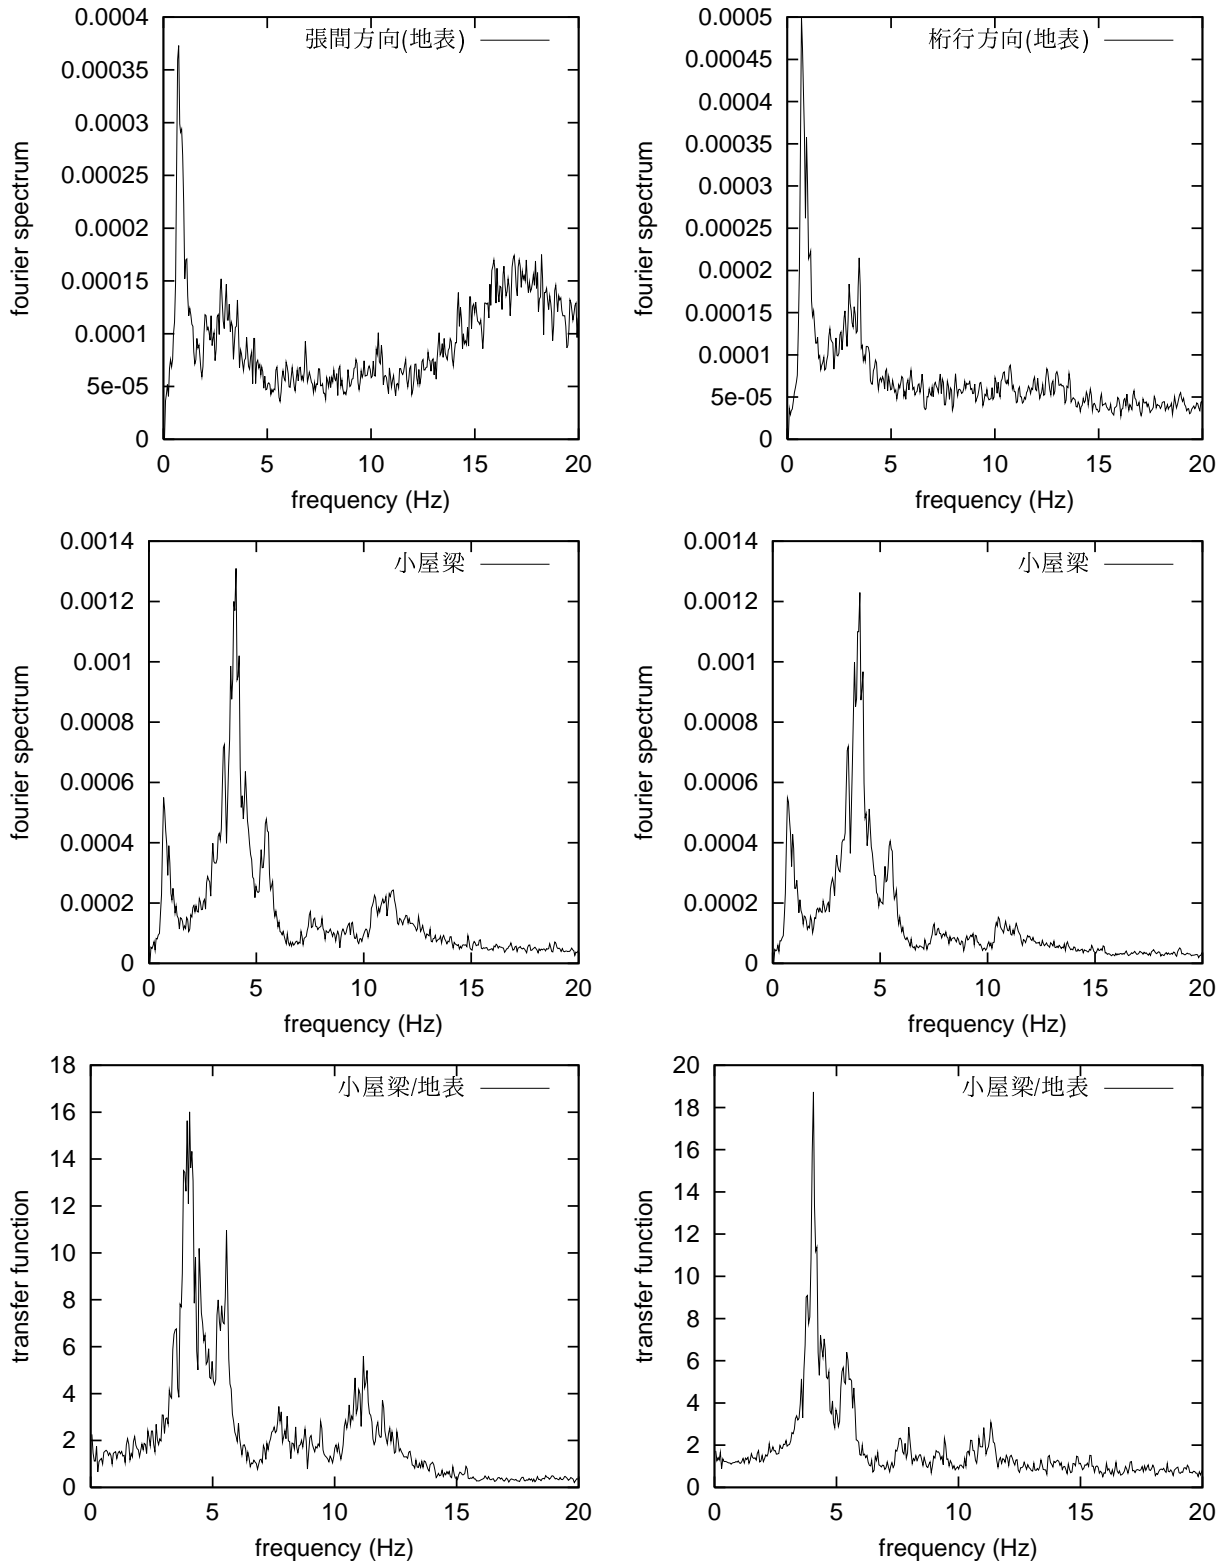 張間方向(地表)
0.0004
0.00035
0.0003
0.00025
0.0002
0.00015
0.0001
5e-05
0
0 5 10 15 20
fourier spectrum
frequency (Hz)
桁行方向(地表)
0.0005
0.00045
0.0004
0.00035
0.0003
0.00025
0.0002
0.00015
0.0001
5e-05
0
0 5 10 15 20
fourier spectrum
frequency (Hz)
小屋梁
0.0014
0.0012
0.001
0.0008
0.0006
0.0004
0.0002
0
0 5 10 15 20
fourier spectrum
frequency (Hz)
小屋梁
0.0014
0.0012
0.001
0.0008
0.0006
0.0004
0.0002
0
0 5 10 15 20
fourier spectrum
frequency (Hz)
小屋梁/地表
18
16
14
12
10
8
6
4
2
0
0 5 10 15 20
transfer function
frequency (Hz)
小屋梁/地表
20
18
16
14
12
10
8
6
4
2
0
0 5 10 15 20
transfer function
frequency (Hz)